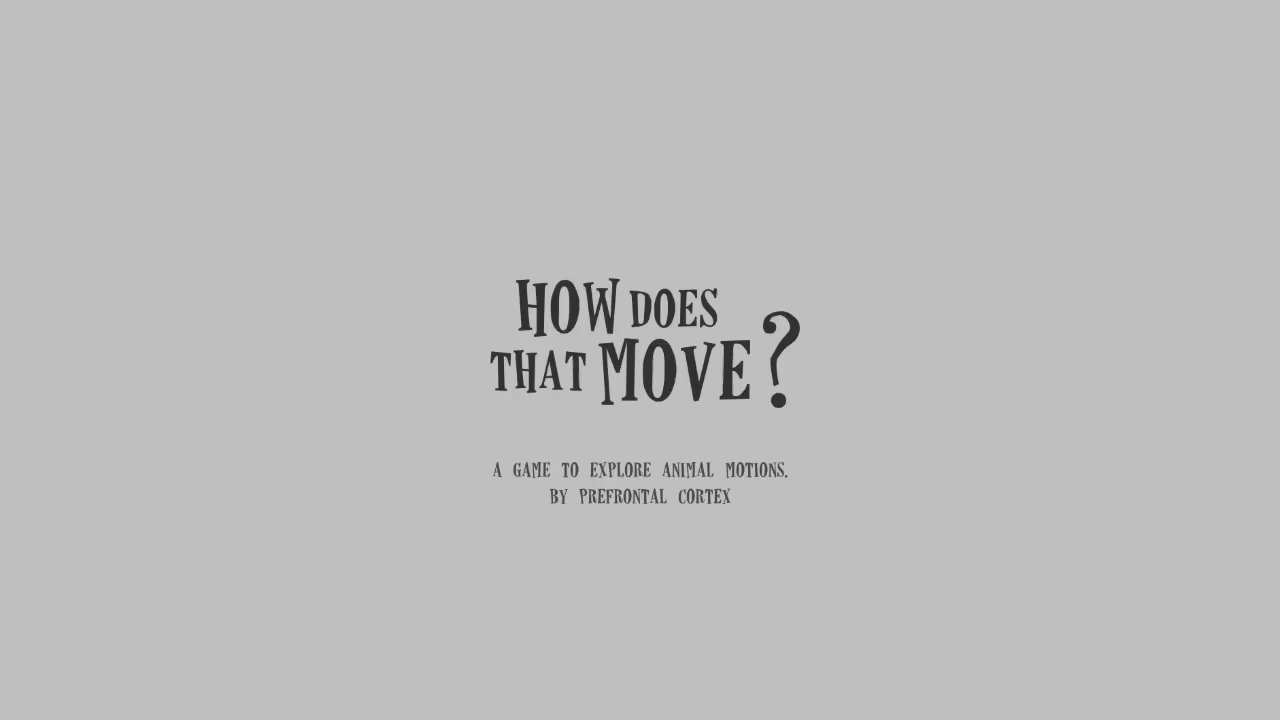 HOW DOES
THAT MOVE?
A GAME TO EXPLORE ANIMAL MOTIONS.
BY PREFRONTAL CORTEX